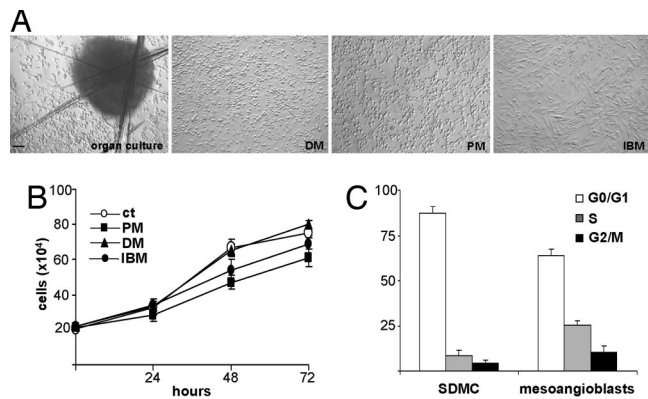 A
organ culture
DM
PM
IBM
B
ct
PM
DM
IBM
100
80
60
40
20
cells (x10⁴)
24
48
72
hours
C
G0/G1
S
G2/M
100
75
50
25
SDMC
mesoangioblasts